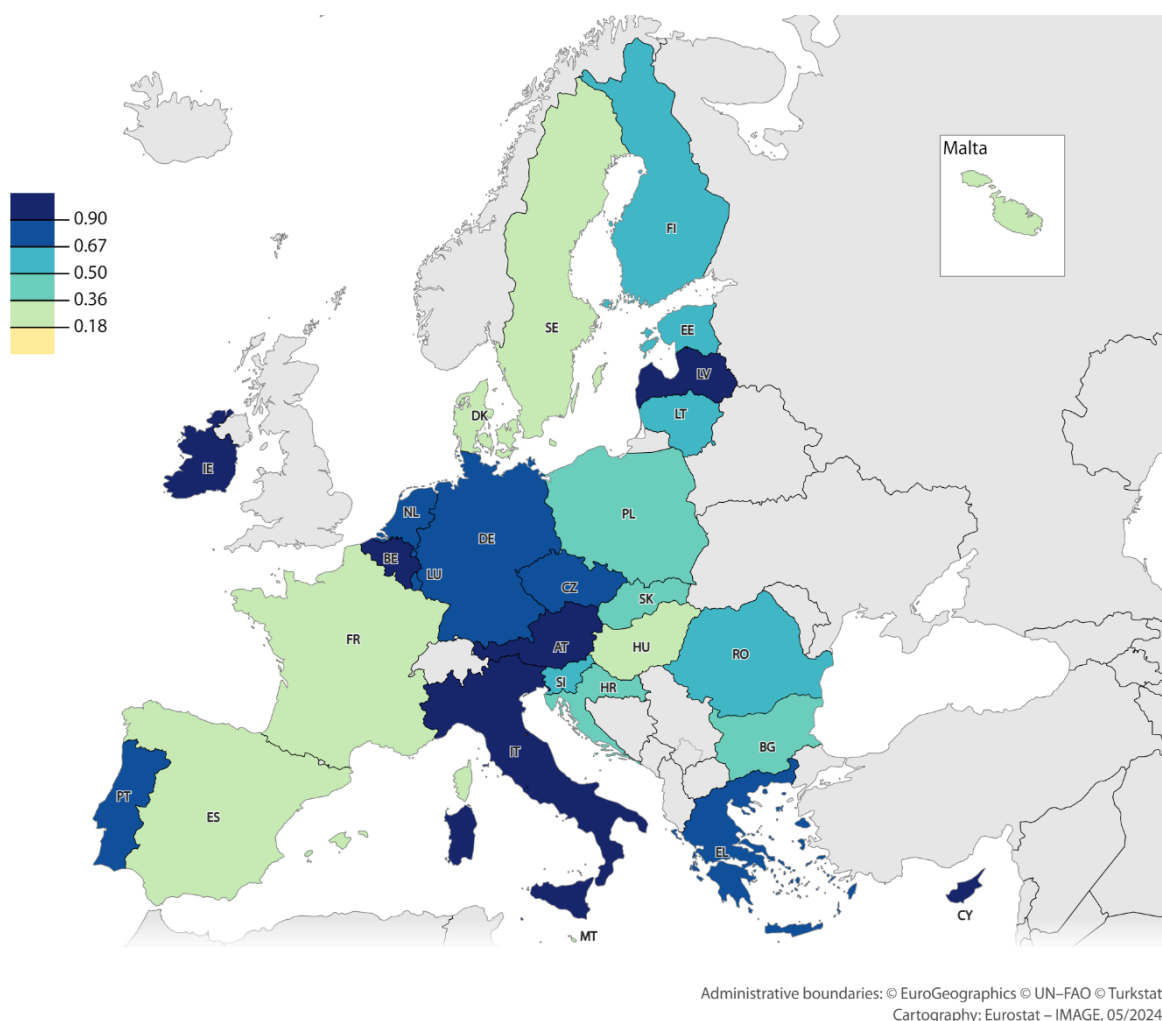 Malta
0.90
0.67
0.50
0.36
0.18
FI
SE
EE
LV
DK
LT
IE
NL
PL
DE
BE
LU
CZ
SK
FR
AT
HU
RO
SI
HR
IT
BG
PT
ES
EL
CY
MT
Administrative boundaries: © EuroGeographics © UN–FAO © Turkstat
Cartography: Eurostat – IMAGE, 05/2024